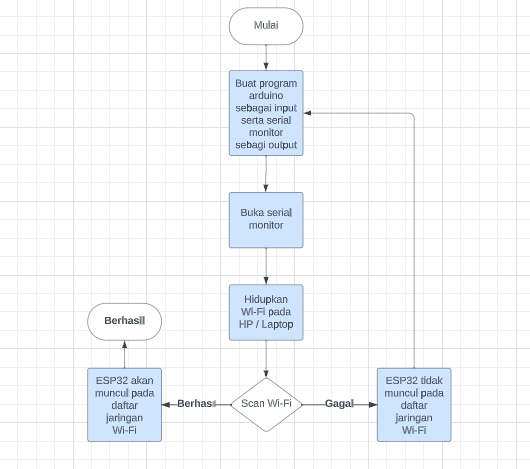 Mulai
Buat program
arduino
sebagai input
serta serial
monitor
sebagi output
Buka serial
monitor
Hidupkan
Wi-Fi pada
HP / Laptop
Scan Wi-Fi
Berhasil
ESP32 akan
muncul pada
daftar
jaringan
Wi-Fi
Berhasil
Gagal
ESP32 tidak
muncul pada
daftar
jaringan
Wi-Fi